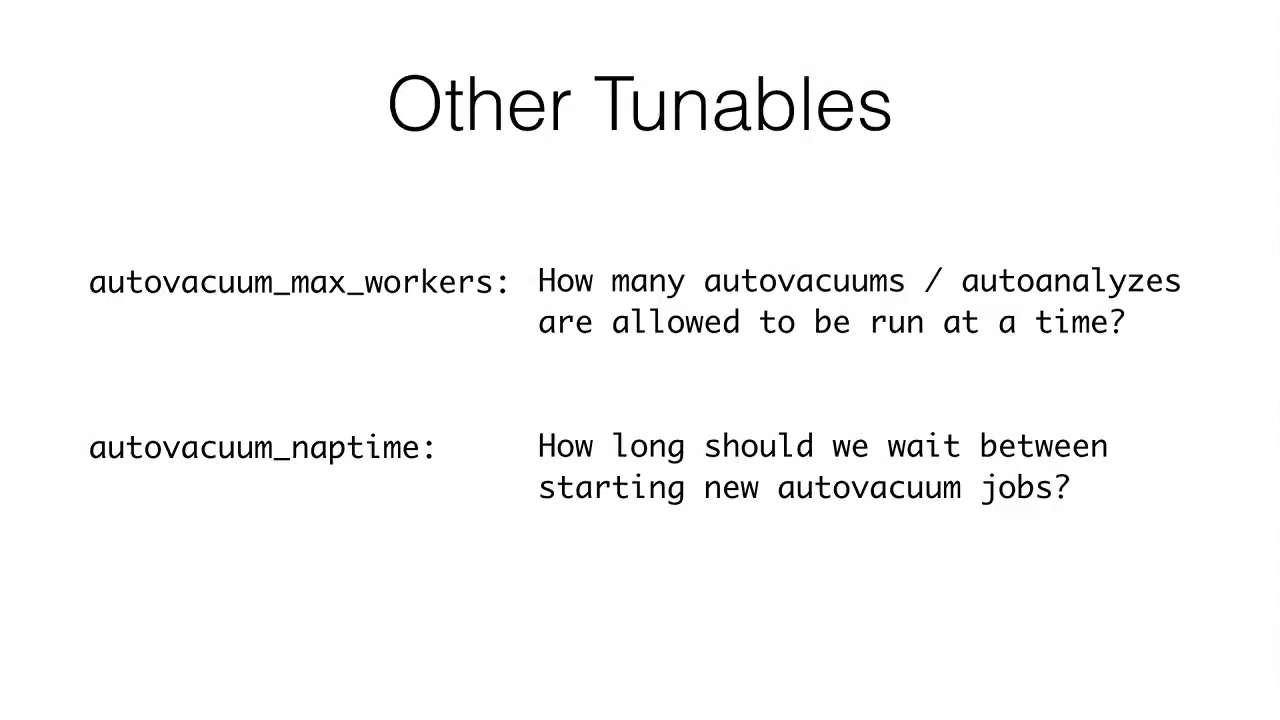 Other Tunables
autovacuum_max_workers: How many autovacuums / autoanalyzes
are allowed to be run at a time?
autovacuum_naptime: How long should we wait between
starting new autovacuum jobs?